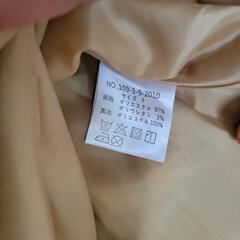 NO.109-3-9-2010
サイズ S
表地 ポリエステル 97%
ポリウレタン 3%
裏地 ポリエステル 100%